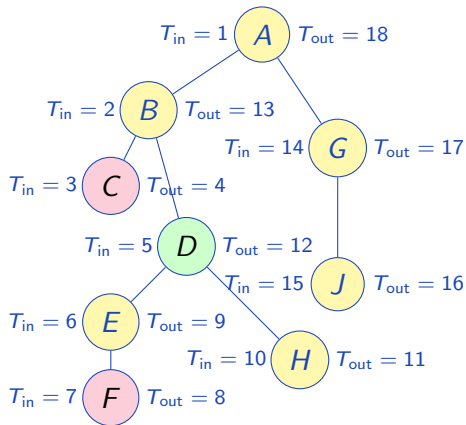 T_in = 1 A T_out = 18
T_in = 2 B T_out = 13
T_in = 14 G T_out = 17
T_in = 3 C T_out = 4
T_in = 5 D T_out = 12
T_in = 15 J T_out = 16
T_in = 6 E T_out = 9
T_in = 10 H T_out = 11
T_in = 7 F T_out = 8